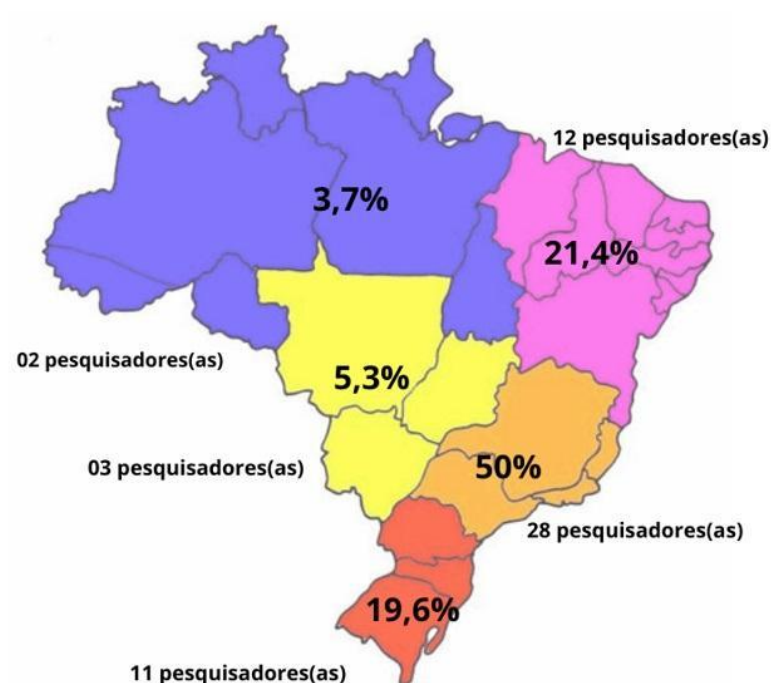 12 pesquisadores(as)
3,7%
21,4%
02 pesquisadores(as)
5,3%
03 pesquisadores(as)
50%
28 pesquisadores(as)
19,6%
11 pesquisadores(as)